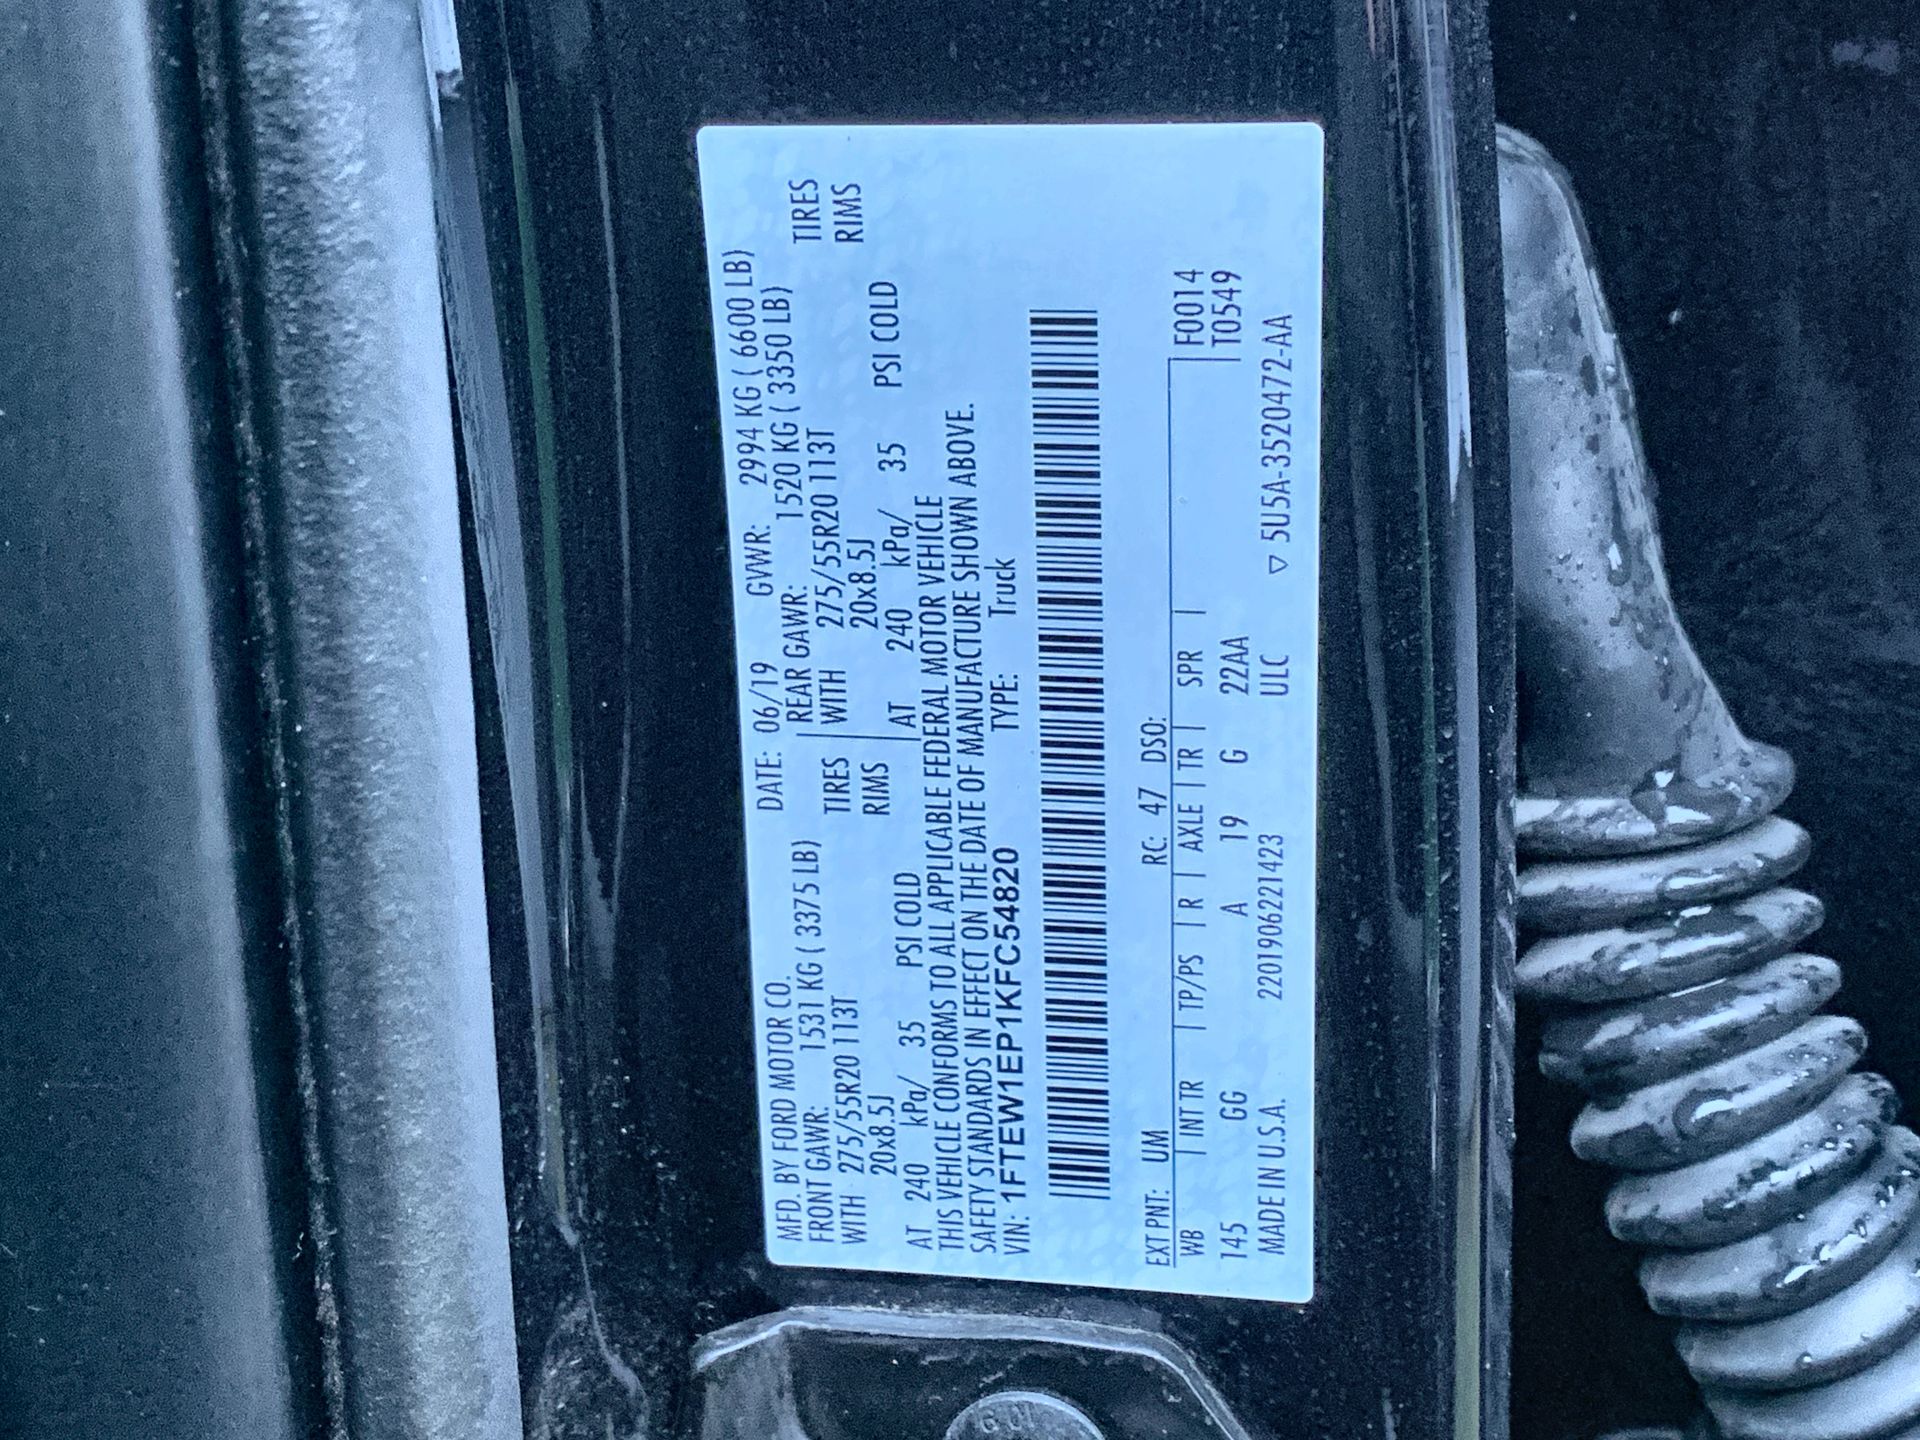 MFD. BY FORD MOTOR CO. DATE: 06/19 GVWR: 2994 KG ( 6600 LB)
FRONT GAWR: 1531 KG ( 3375 LB) REAR GAWR: 1520 KG ( 3350 LB)
WITH 275/55R20 113T TIRES WITH 275/55R20 113T TIRES
20x8.5J RIMS 20x8.5J RIMS
AT 240 kPa/ 35 PSI COLD AT 240 kPa/ 35 PSI COLD
THIS VEHICLE CONFORMS TO ALL APPLICABLE FEDERAL MOTOR VEHICLE
SAFETY STANDARDS IN EFFECT ON THE DATE OF MANUFACTURE SHOWN ABOVE.
VIN: 1FTEW1EP1KFC54820 TYPE: Truck
EXT PNT: UM RC: 47 DSO:
WB INT TR TP/PS R AXLE TR SPR F0014
145 GG A 19 G 22AA T0549
MADE IN U.S.A. 220190622142​3 ULC ▽ 5U5A-3520472-AA